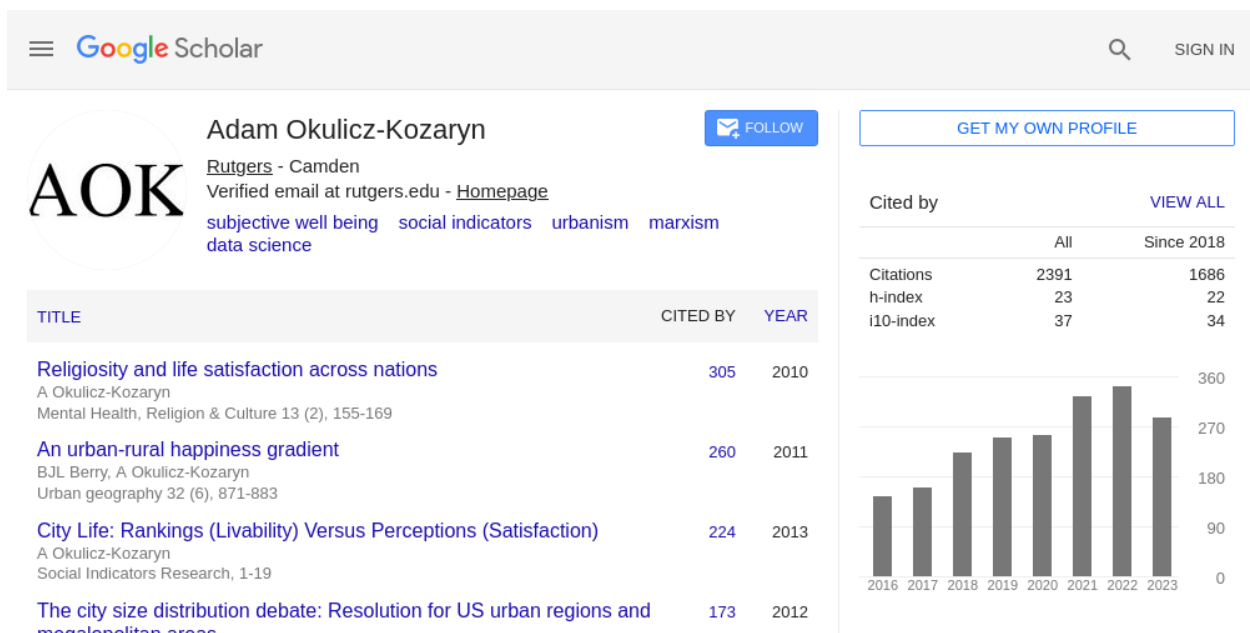 Google Scholar
SIGN IN
AOK
Adam Okulicz-Kozaryn
FOLLOW
Rutgers - Camden
Verified email at rutgers.edu - Homepage
subjective well being social indicators urbanism marxism
data science
TITLE CITED BY YEAR
Religiosity and life satisfaction across nations 305 2010
A Okulicz-Kozaryn
Mental Health, Religion & Culture 13 (2), 155-169
An urban-rural happiness gradient 260 2011
BJL Berry, A Okulicz-Kozaryn
Urban geography 32 (6), 871-883
City Life: Rankings (Livability) Versus Perceptions (Satisfaction) 224 2013
A Okulicz-Kozaryn
Social Indicators Research, 1-19
The city size distribution debate: Resolution for US urban regions and 173 2012
megalopolitan areas
GET MY OWN PROFILE
Cited by VIEW ALL
All Since 2018
Citations 2391 1686
h-index 23 22
i10-index 37 34
360
270
180
90
0
2016 2017 2018 2019 2020 2021 2022 2023